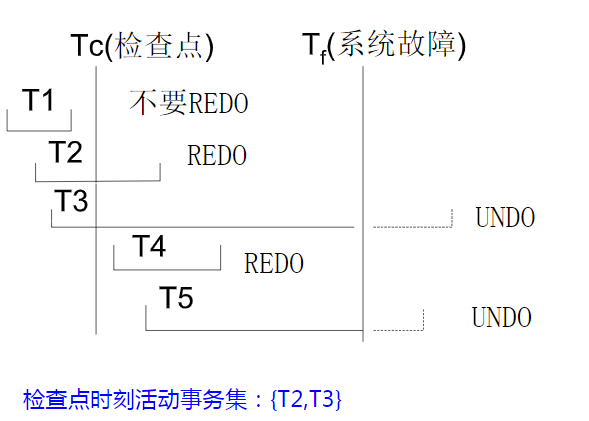 Tc(检查点) Tf(系统故障)
T1 不要REDO
T2 REDO
T3 UNDO
T4 REDO
T5 UNDO
检查点时刻活动事务集：{T2,T3}